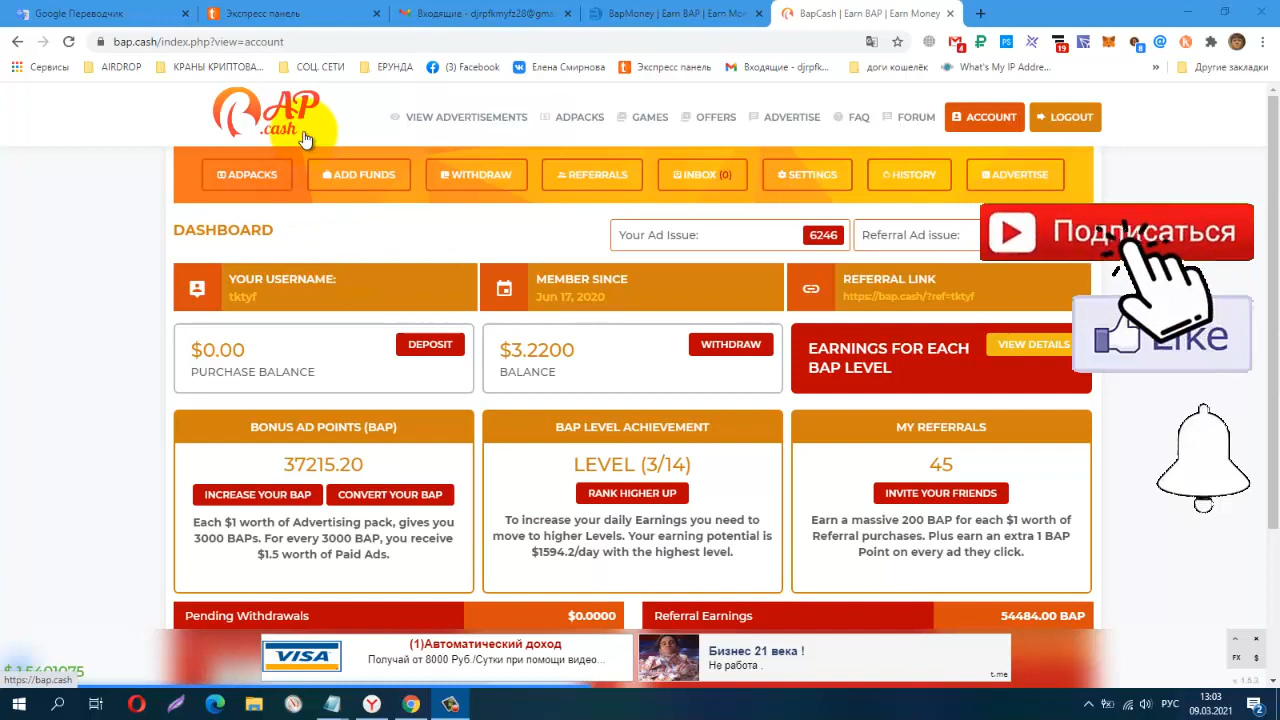 Экспресс панель
Входящие - djrpfkmyfz28@gma
BapMoney | BAP Money | Earn Mo
BapCash | Earn BAP | Earn Money
bap.cash/index.php?view=account
Сервисы
AIRDROP
КРАНЫ КРИПТОВА...
СОЦ. СЕТИ
ЕРУНДА
(3) Facebook
Елена Смирнова
Экспресс панель
Входящие - djrpfk...
доги кошелёк
What's My IP Addre...
»
Другие закладки
BAP
.cash
VIEW ADVERTISEMENTS
ADPACKS
GAMES
OFFERS
ADVERTISE
FAQ
FORUM
ACCOUNT
LOGOUT
ADPACKS
ADD FUNDS
WITHDRAW
REFERRALS
INBOX (0)
SETTINGS
HISTORY
ADVERTISE
DASHBOARD
Your Ad Issue:
6246
Referral Ad issue:
Подписаться
YOUR USERNAME:
tktyf
MEMBER SINCE
Jun 17, 2020
REFERRAL LINK
https://bap.cash/?ref=tktyf
Like
$0.00
DEPOSIT
PURCHASE BALANCE
$3.2200
WITHDRAW
BALANCE
EARNINGS FOR EACH
BAP LEVEL
VIEW DETAILS
BONUS AD POINTS (BAP)
37215.20
INCREASE YOUR BAP
CONVERT YOUR BAP
Each $1 worth of Advertising pack, gives you
3000 BAPs. For every 3000 BAP, you receive
$1.5 worth of Paid Ads.
BAP LEVEL ACHIEVEMENT
LEVEL (3/14)
RANK HIGHER UP
To increase your daily Earnings you need to
move to higher Levels. Your earning potential is
$1594.2/day with the highest level.
MY REFERRALS
45
INVITE YOUR FRIENDS
Earn a massive 200 BAP for each $1 worth of
Referral purchases. Plus earn an extra 1 BAP
Point on every ad they click.
Pending Withdrawals
$0.0000
Referral Earnings
54484.00 BAP
VISA
(1)Автоматический доход
Получай от 8000 Руб./Сутки при помощи видео...
Бизнес 21 века !
Не работа .
t.me
FX $
v. 1.5.3
https://bap.cash
РУС
13:03
09.03.2021